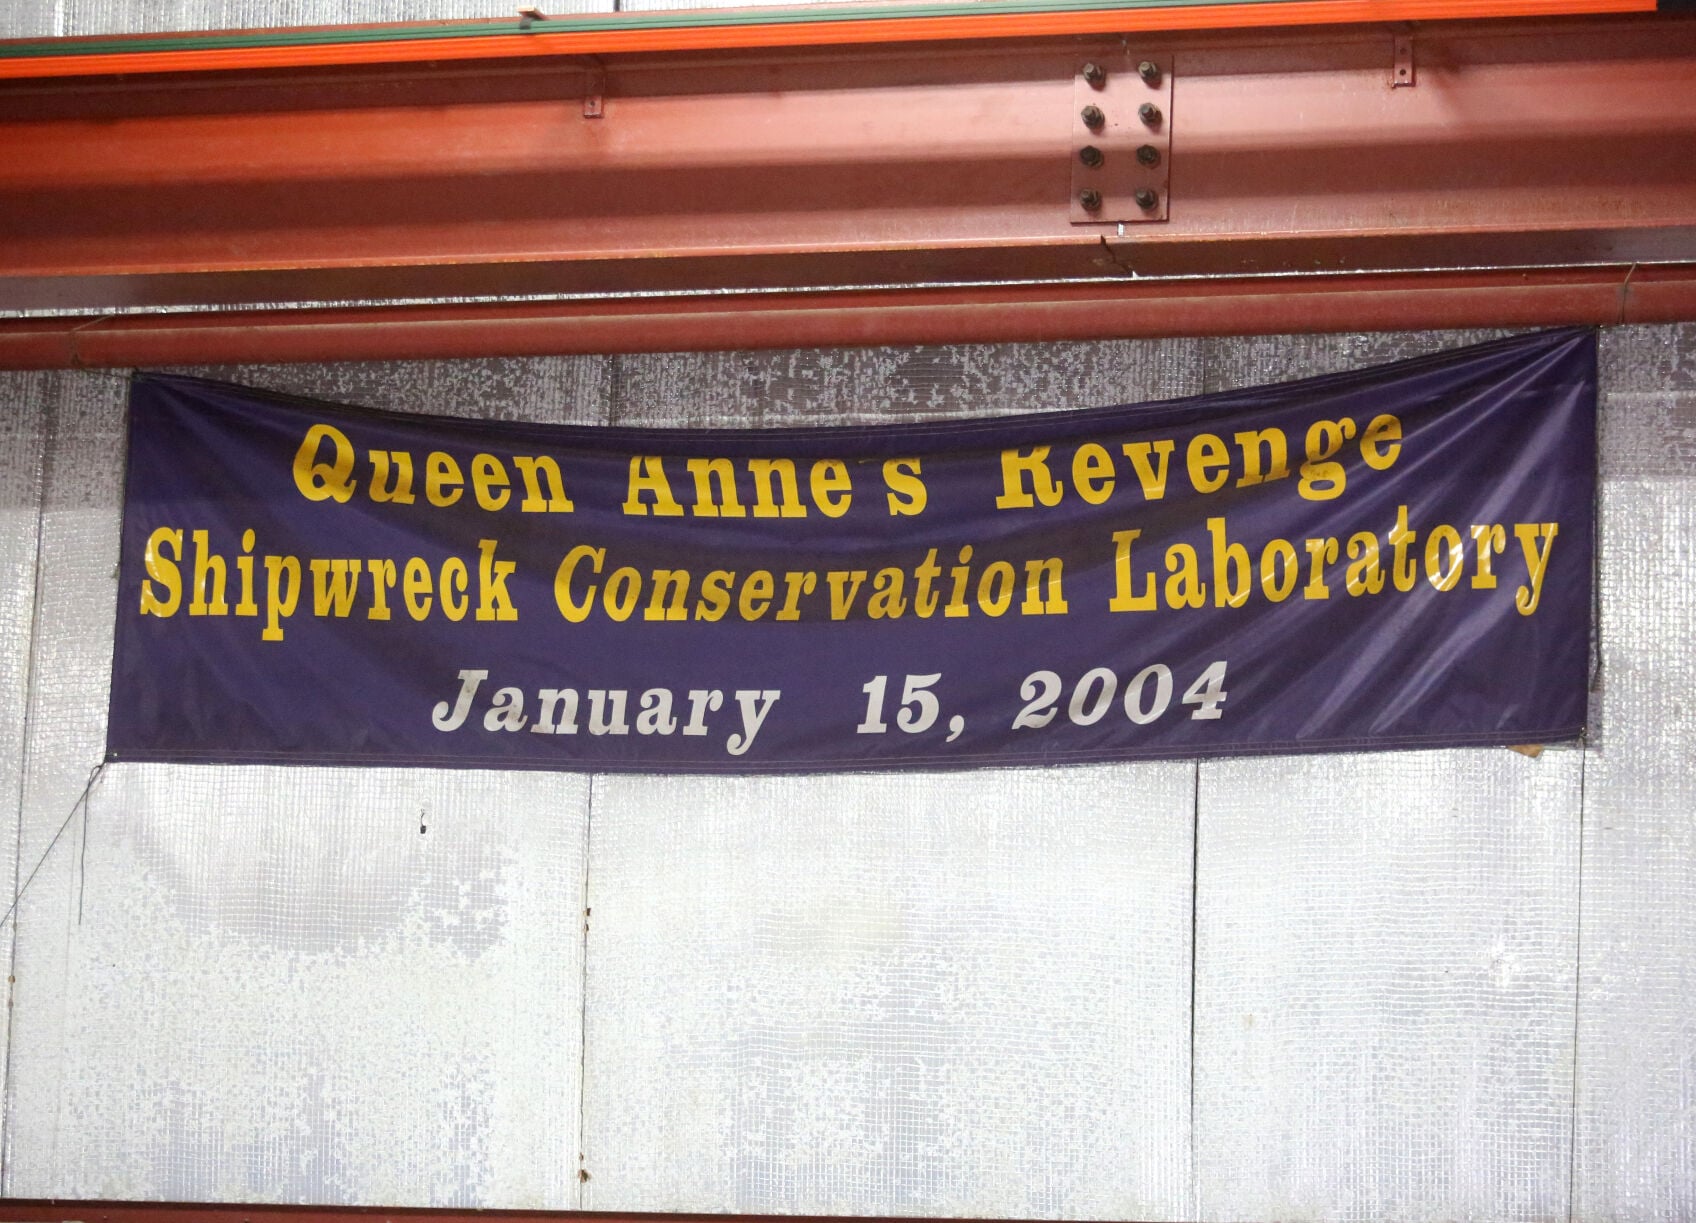 Queen Anne's Revenge
Shipwreck Conservation Laboratory
January 15, 2004